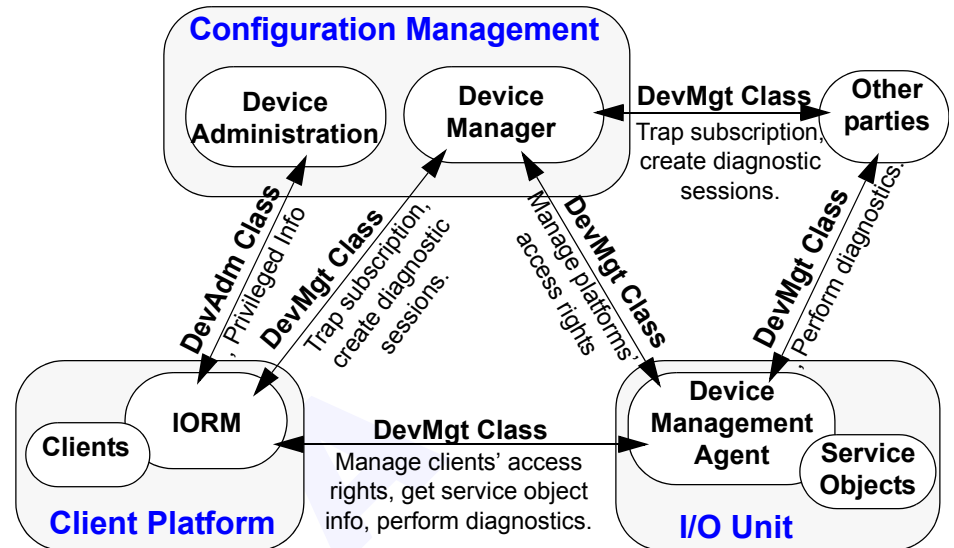 Configuration Management
Device
Administration
Device
Manager
DevMgt Class
Trap subscription,
create diagnostic
sessions.
Other
parties
DevAdm Class
, Privileged Info
DevMgt Class
Trap subscription,
create diagnostic
sessions.
DevMgt Class
Manage platforms’
access rights
DevMgt Class
, Perform diagnostics.
IORM
Clients
Client Platform
DevMgt Class
Manage clients’ access
rights, get service object
info, perform diagnostics.
Device
Management
Agent
Service
Objects
I/O Unit